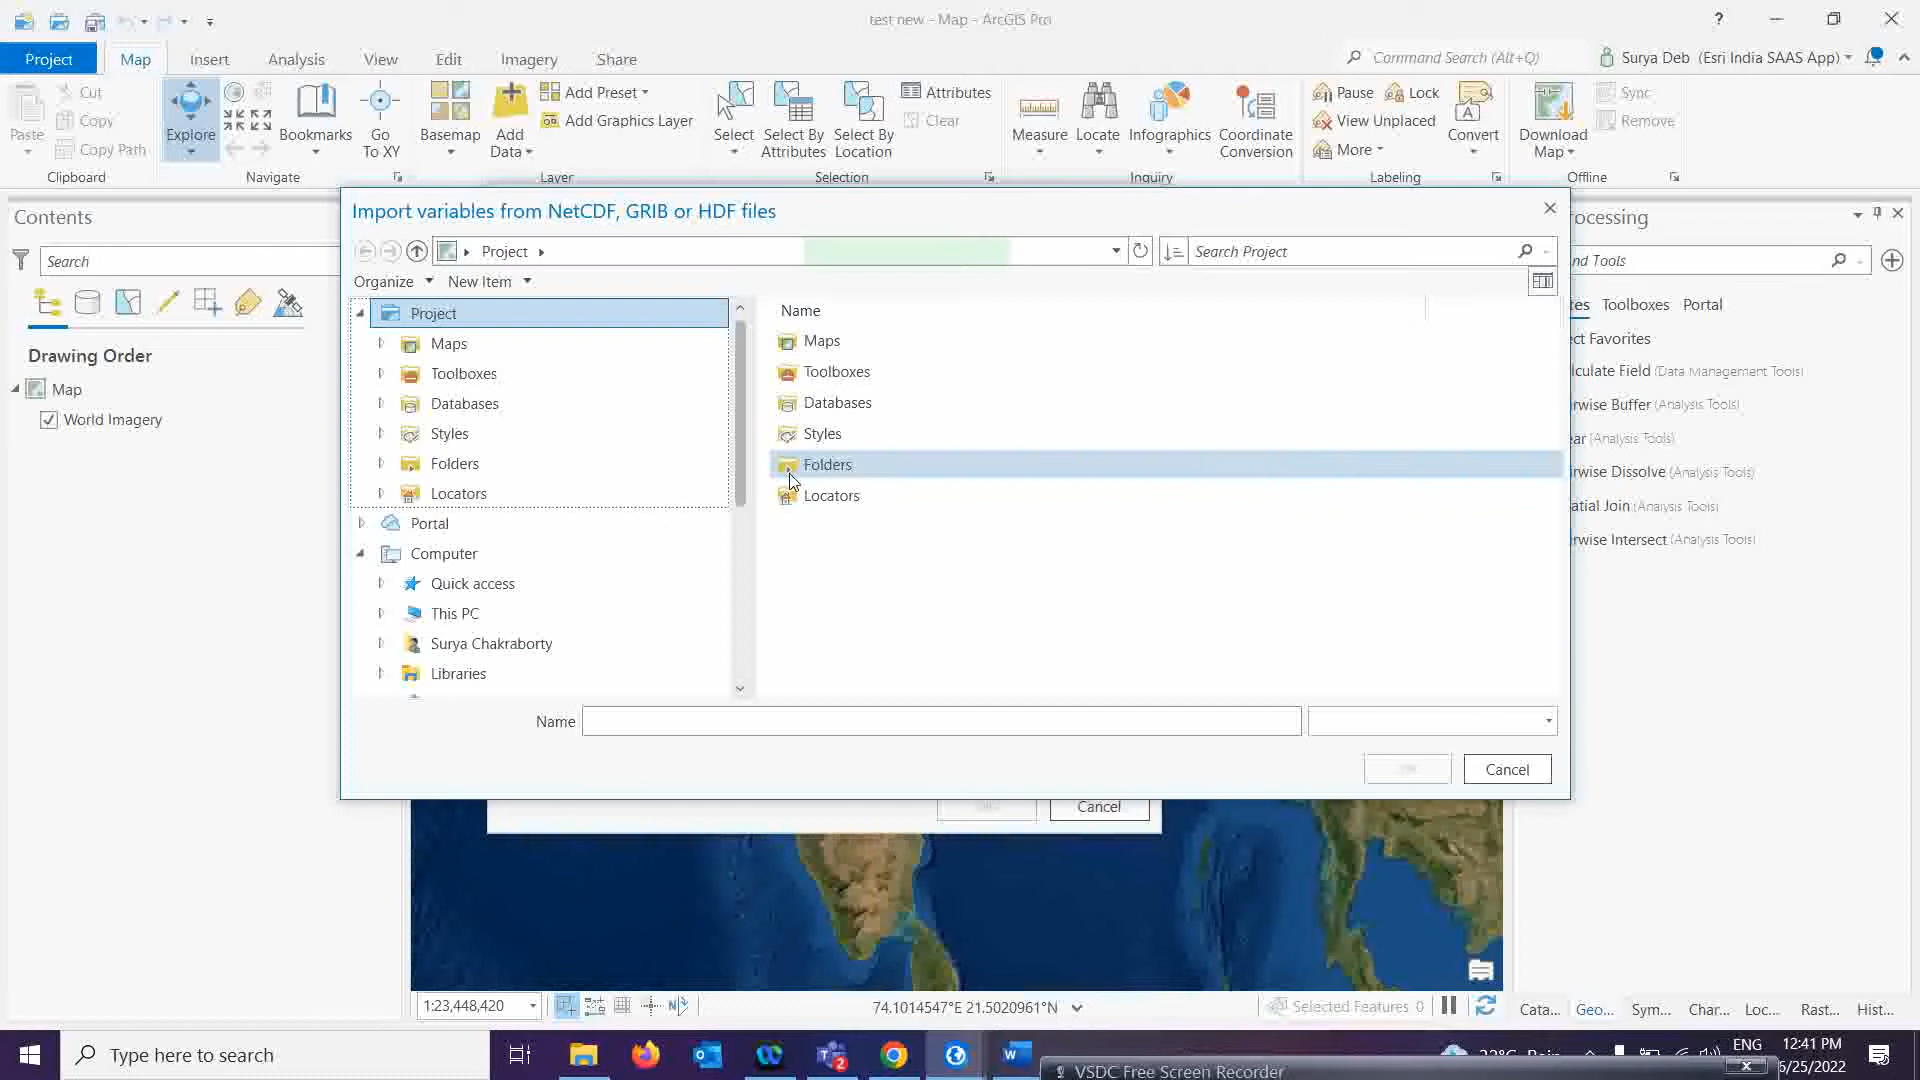 test new - Map - ArcGIS Pro
?
Project
Map
Insert
Analysis
View
Edit
Imagery
Share
Command Search (Alt+Q)
Surya Deb (Esri India SAAS App)
Paste
Cut
Copy
Copy Path
Clipboard
Explore
Bookmarks
Go
To XY
Navigate
Basemap
Add
Data
Add Preset
Add Graphics Layer
Layer
Select
Select By
Attributes
Select By
Location
Attributes
Clear
Selection
Measure
Locate
Infographics
Coordinate
Conversion
Inquiry
Pause
Lock
View Unplaced
More
Convert
Labeling
Download
Map
Sync
Remove
Offline
Contents
Search
Drawing Order
Map
World Imagery
Import variables from NetCDF, GRIB or HDF files
Project
Search Project
Organize
New Item
Project
Maps
Toolboxes
Databases
Styles
Folders
Locators
Portal
Computer
Quick access
This PC
Surya Chakraborty
Libraries
Name
Maps
Toolboxes
Databases
Styles
Folders
Locators
Name
Cancel
Cancel
ocessing
nd Tools
es
Toolboxes
Portal
ct Favorites
lculate Field (Data Management Tools)
rwise Buffer (Analysis Tools)
ear (Analysis Tools)
irwise Dissolve (Analysis Tools)
atial Join (Analysis Tools)
rwise Intersect (Analysis Tools)
1:23,448,420
74.1014547°E 21.5020961°N
Selected Features: 0
Cata...
Geo...
Sym...
Char...
Loc...
Rast...
Hist...
Type here to search
2
32°C Rain
ENG
12:41 PM
6/25/2022
VSDC Free Screen Recorder